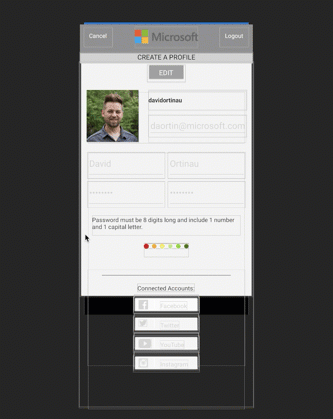 Cancel
Microsoft
Logout
CREATE A PROFILE
EDIT
davidortinau
daortin@microsoft.com
David
Ortinau
Password must be 8 digits long and include 1 number
and 1 capital letter.
Connected Accounts:
Facebook
Twitter
YouTube
Instagram